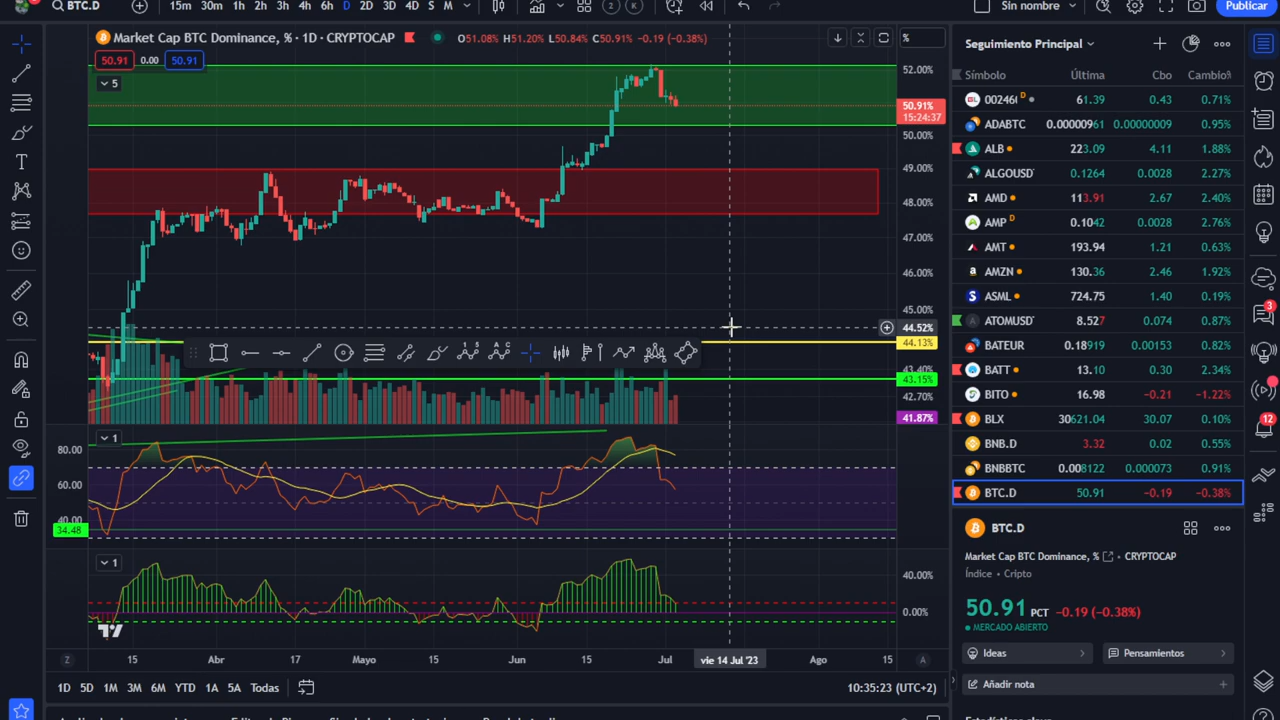 BTC.D
15m 30m 1h 2h 3h 4h 6h D 2D 3D 4D S M
2 K
Sin nombre
Publicar
Market Cap BTC Dominance, % · 1D · CRYPTOCAP
O51.08% H51.20% L50.84% C50.91% -0.19 (-0.38%)
%
50.91 0.00 50.91
5
52.00%
50.91%
15:24:37
50.00%
49.00%
48.00%
47.00%
46.00%
45.00%
44.52%
44.13%
43.40%
43.15%
42.70%
41.87%
1
80.00
60.00
40.00
34.48
1
40.00%
0.00%
Z 15 Abr 17 Mayo 15 Jun 15 Jul vie 14 Jul '23 Ago 15 A
1D 5D 1M 3M 6M YTD 1A 5A Todas
10:35:23 (UTC+2)
Seguimiento Principal
Símbolo Última Cbo Cambio%
00246 D 61.39 0.43 0.71%
ADABTC 0.00000961 0.00000009 0.95%
ALB 223.09 4.11 1.88%
ALGOUSD 0.1264 0.0028 2.27%
AMD 113.91 2.67 2.40%
AMP D 0.1042 0.0028 2.76%
AMT 193.94 1.21 0.63%
AMZN 130.36 2.46 1.92%
ASML 724.75 1.40 0.19%
ATOMUSD 8.527 0.074 0.87%
BATEUR 0.18919 0.00153 0.82%
BATT 13.10 0.30 2.34%
BITO 16.98 -0.21 -1.22%
BLX 30621.04 30.07 0.10%
BNB.D 3.32 0.02 0.55%
BNBBTC 0.008122 0.000073 0.91%
BTC.D 50.91 -0.19 -0.38%
BTC.D
Market Cap BTC Dominance, % • CRYPTOCAP
Índice • Cripto
50.91 PCT -0.19 (-0.38%)
MERCADO ABIERTO
Ideas
Pensamientos
Añadir nota
3
12